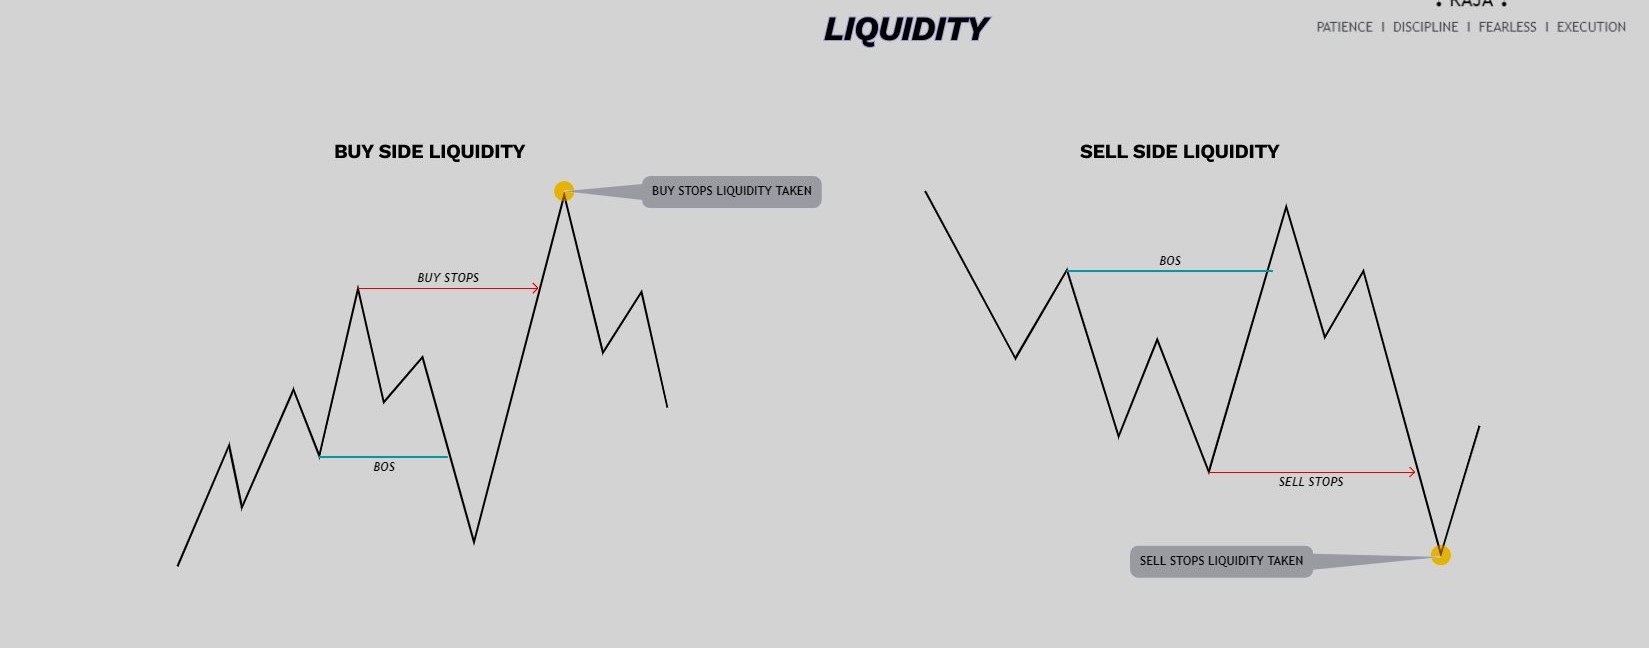 • RAJA •
LIQUIDITY
PATIENCE I DISCIPLINE I FEARLESS I EXECUTION
BUY SIDE LIQUIDITY
SELL SIDE LIQUIDITY
BUY STOPS LIQUIDITY TAKEN
BOS
BUY STOPS
BOS
SELL STOPS
SELL STOPS LIQUIDITY TAKEN